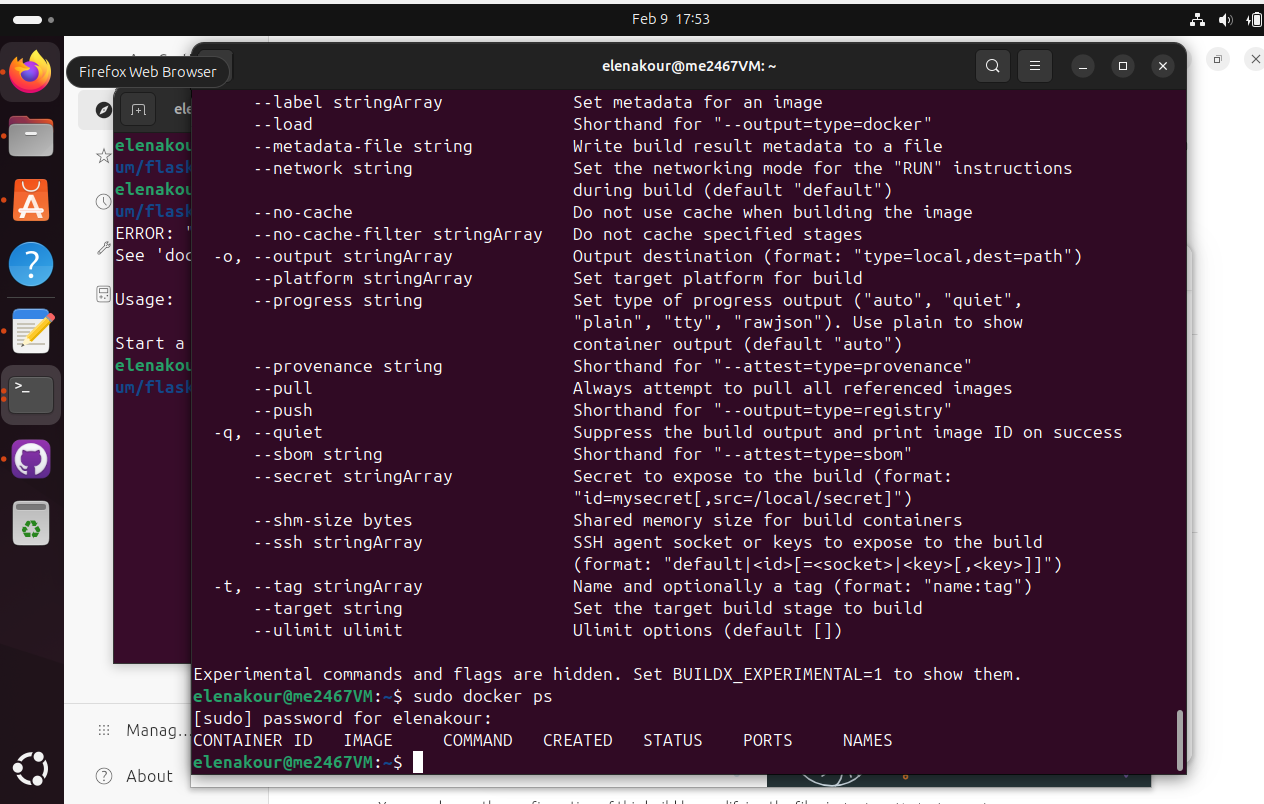 Feb 9 17:53
Firefox Web Browser
elenakour@me2467VM: ~
ele
elenakou
um/flask
elenakou
um/flask
ERROR: "
See 'doc
Usage:
Start a
elenakou
um/flask
--label stringArray Set metadata for an image
--load Shorthand for "--output=type=docker"
--metadata-file string Write build result metadata to a file
--network string Set the networking mode for the "RUN" instructions
during build (default "default")
--no-cache Do not use cache when building the image
--no-cache-filter stringArray Do not cache specified stages
-o, --output stringArray Output destination (format: "type=local,dest=path")
--platform stringArray Set target platform for build
--progress string Set type of progress output ("auto", "quiet",
"plain", "tty", "rawjson"). Use plain to show
container output (default "auto")
--provenance string Shorthand for "--attest=type=provenance"
--pull Always attempt to pull all referenced images
--push Shorthand for "--output=type=registry"
-q, --quiet Suppress the build output and print image ID on success
--sbom string Shorthand for "--attest=type=sbom"
--secret stringArray Secret to expose to the build (format:
"id=mysecret[,src=/local/secret]")
--shm-size bytes Shared memory size for build containers
--ssh stringArray SSH agent socket or keys to expose to the build
(format: "default|<id>[=<socket>|<key>[,<key>]]")
-t, --tag stringArray Name and optionally a tag (format: "name:tag")
--target string Set the target build stage to build
--ulimit ulimit Ulimit options (default [])
Experimental commands and flags are hidden. Set BUILDX_EXPERIMENTAL=1 to show them.
elenakour@me2467VM:~$ sudo docker ps
[sudo] password for elenakour:
CONTAINER ID IMAGE COMMAND CREATED STATUS PORTS NAMES
elenakour@me2467VM:~$
Manag...
About